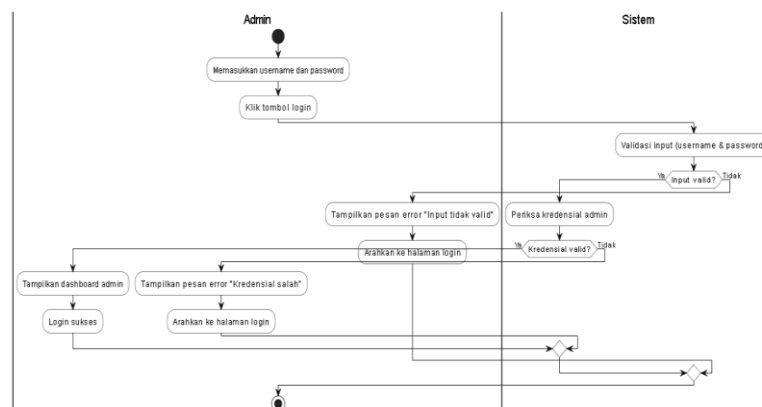 Admin
Sistem
Memasukkan username dan password
Klik tombol login
Validasi input (username & password
Ya
Input valid?
Tidak
Tampilkan pesan error "Input tidak valid"
Periksa kredensial admin
Arahkan ke halaman login
Ya
Kredensial valid?
Tidak
Tampilkan dashboard admin
Tampilkan pesan error "Kredensial salah"
Login sukses
Arahkan ke halaman login